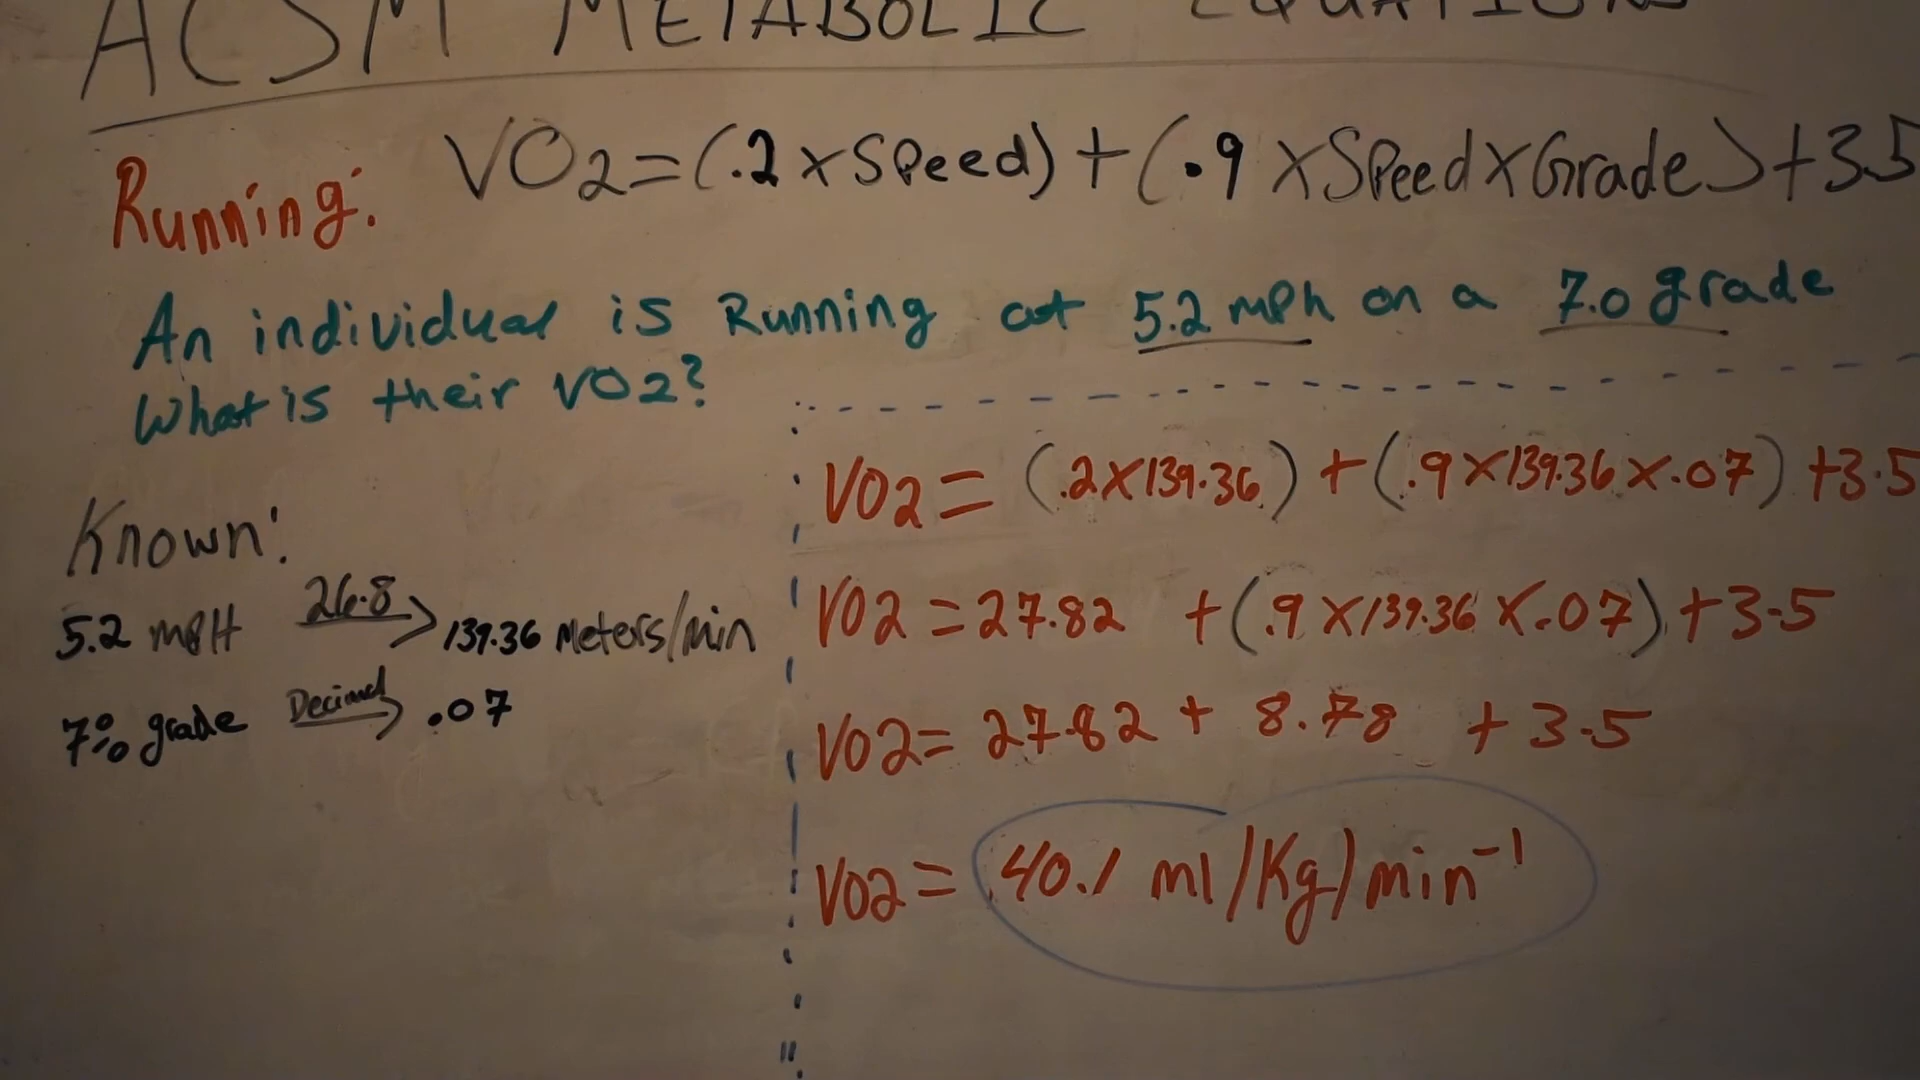 ACSM METABOLIC EQUATIONS
Running: VO2=(.2xSpeed)+(.9xSpeedxGrade)+3.5
An individual is Running at 5.2 mph on a 7.0 grade
What is their VO2?
Known:
5.2 mPH 26.8 139.36 Meters/min
7% grade Decimal .07
VO2=(.2x139.36)+(.9x139.36x.07)+3.5
VO2=27.82 +(.9x139.36x.07)+3.5
VO2=27.82+ 8.78 +3.5
VO2= 40.1 ml/Kg/min-1